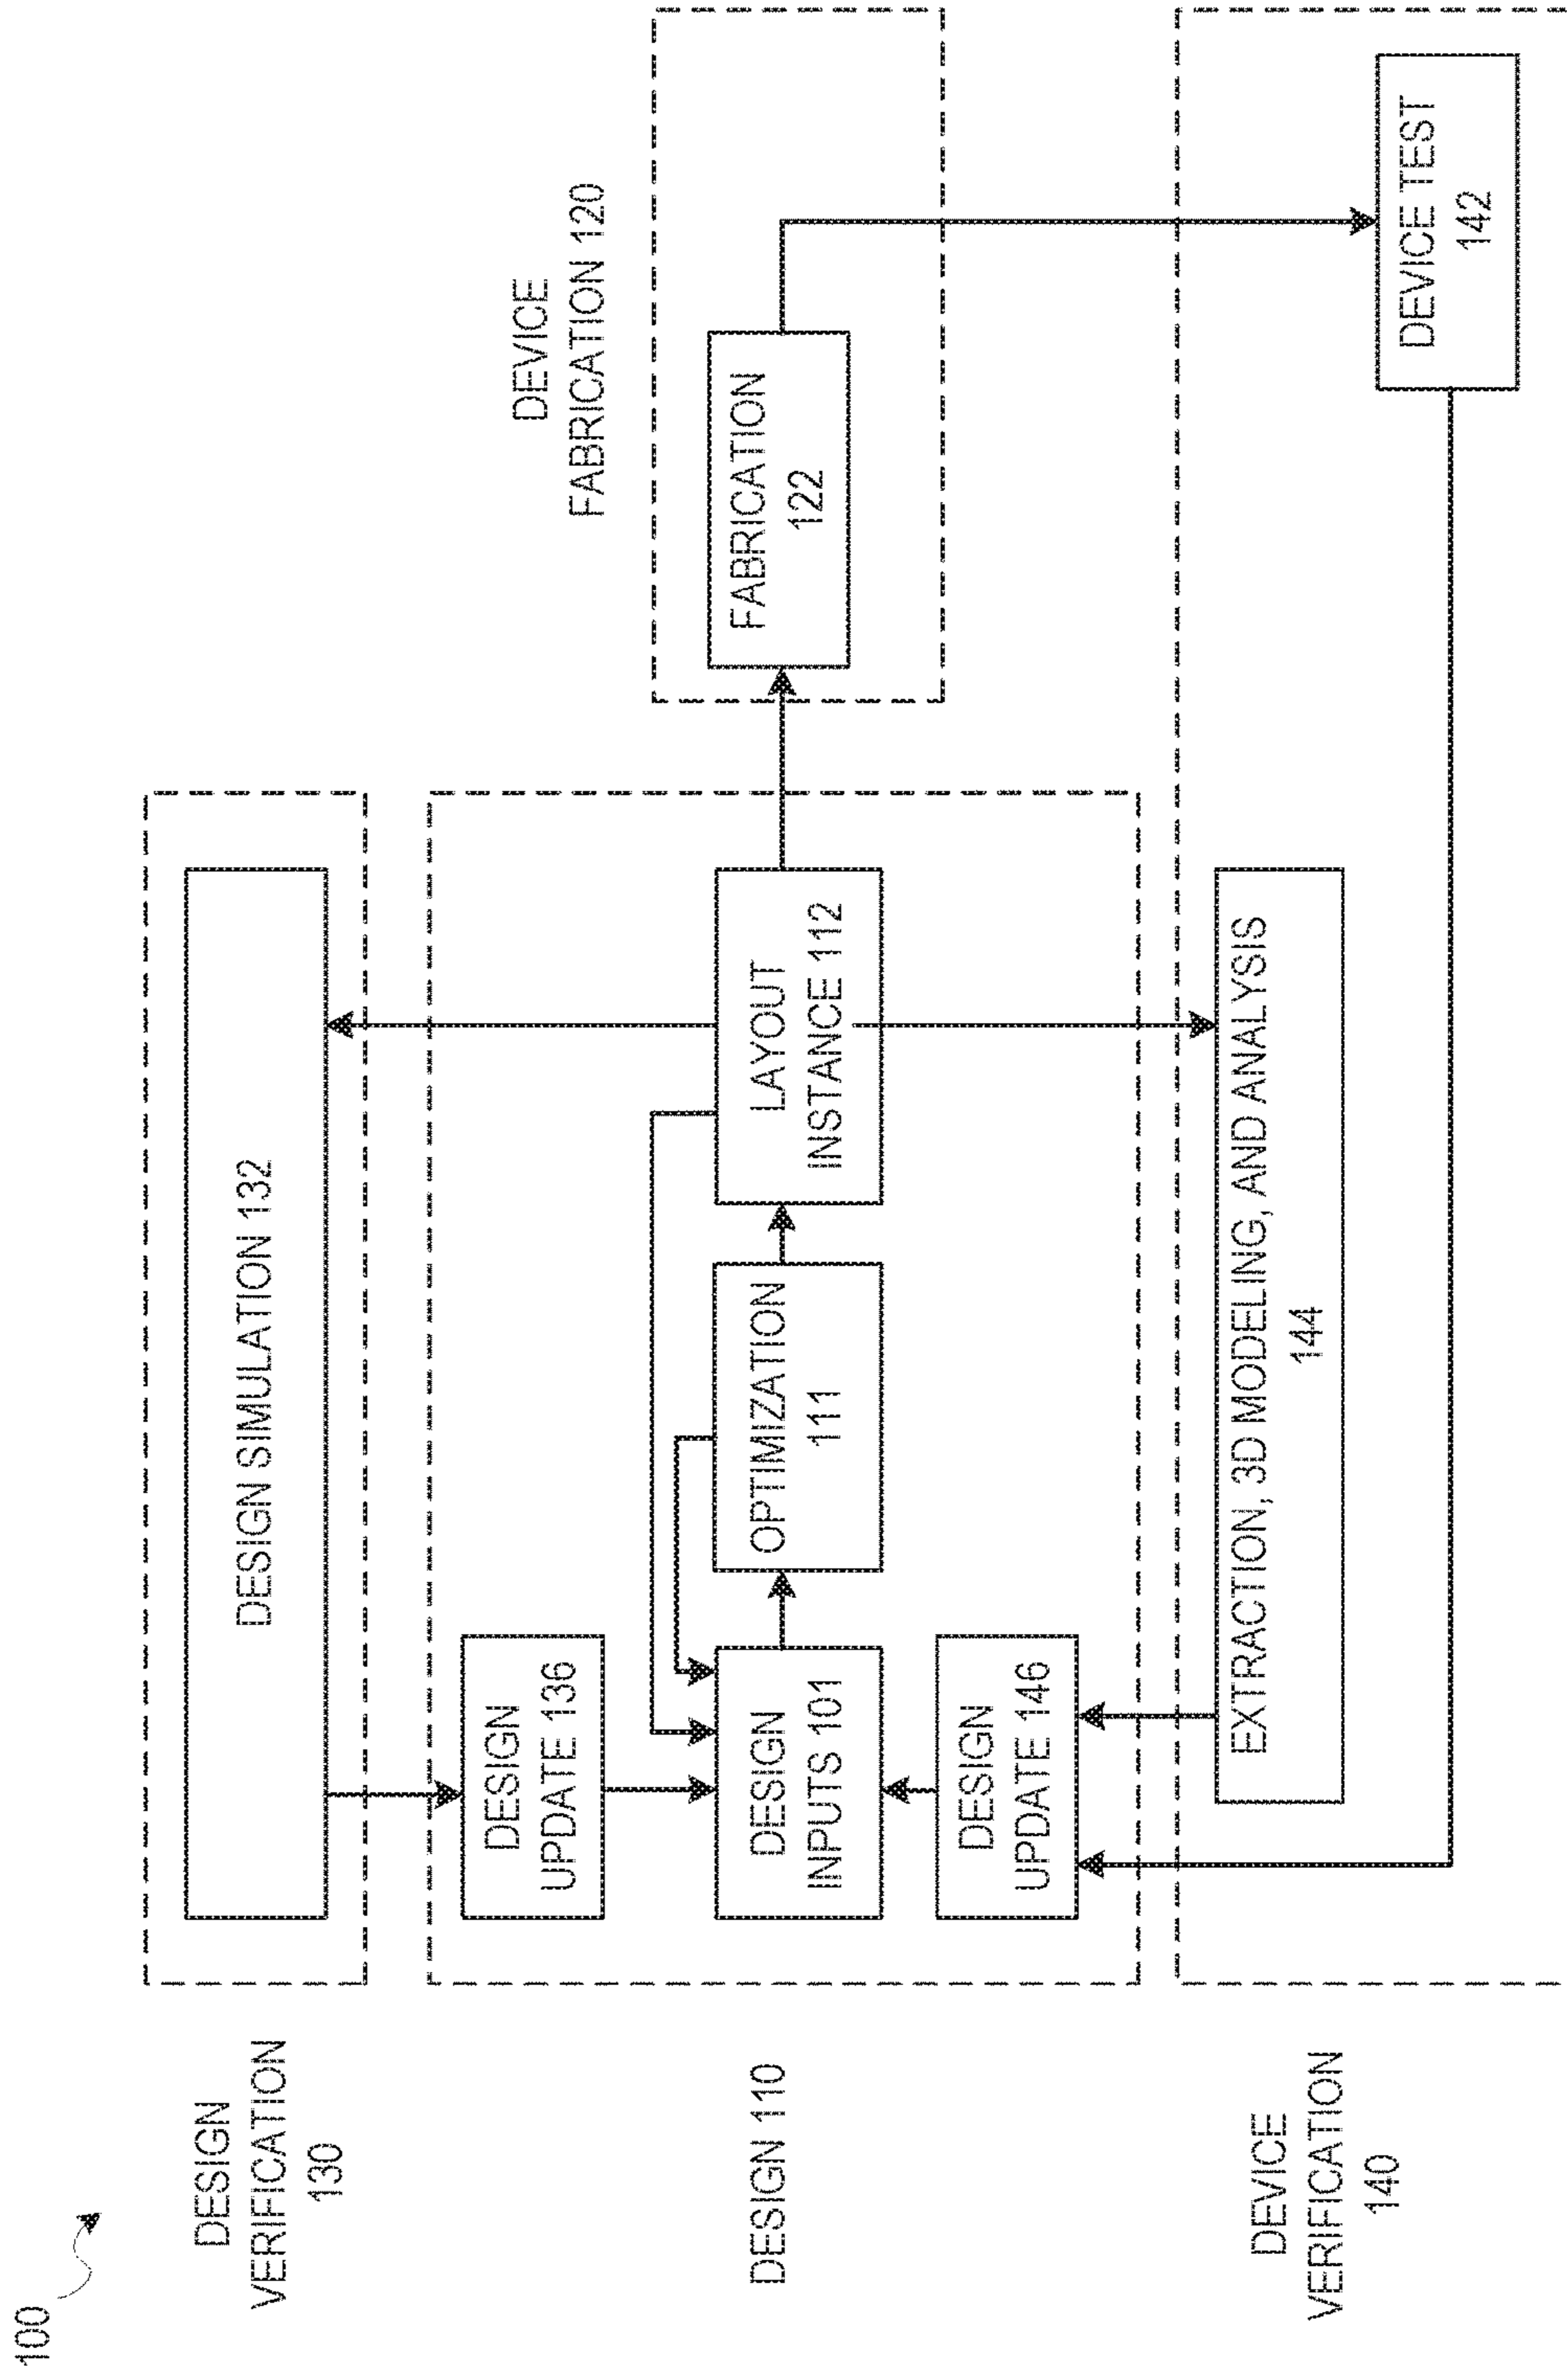 100
DESIGN
VERIFICATION
130
DESIGN SIMULATION 132
DEVICE
FABRICATION 120
DESIGN
UPDATE 136
DESIGN 110
DESIGN
INPUTS 101
OPTIMIZATION
111
LAYOUT
INSTANCE 112
FABRICATION
122
DESIGN
UPDATE 146
DEVICE
VERIFICATION
140
EXTRACTION, 3D MODELING, AND ANALYSIS
144
DEVICE TEST
142